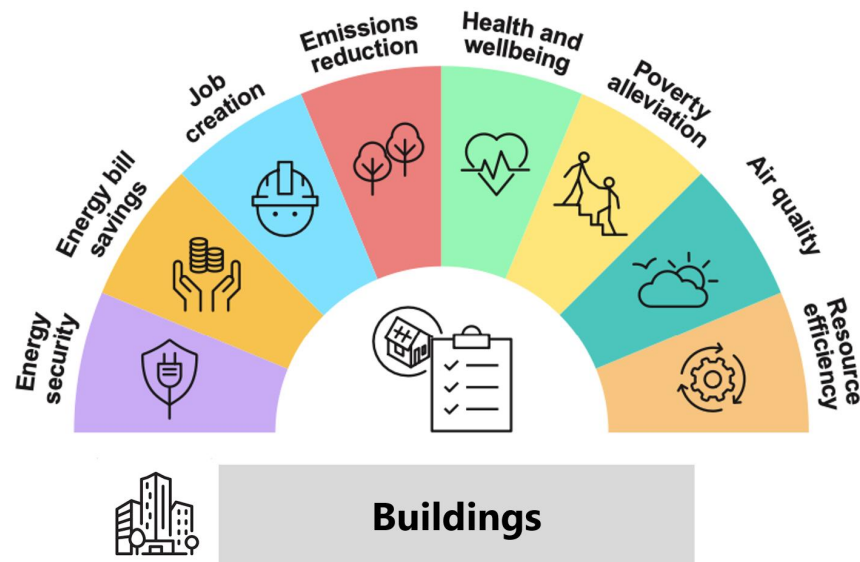 Energy
security
Energy bill
savings
Job
creation
Emissions
reduction
Health and
wellbeing
Poverty
alleviation
Air quality
Resource
efficiency
Buildings